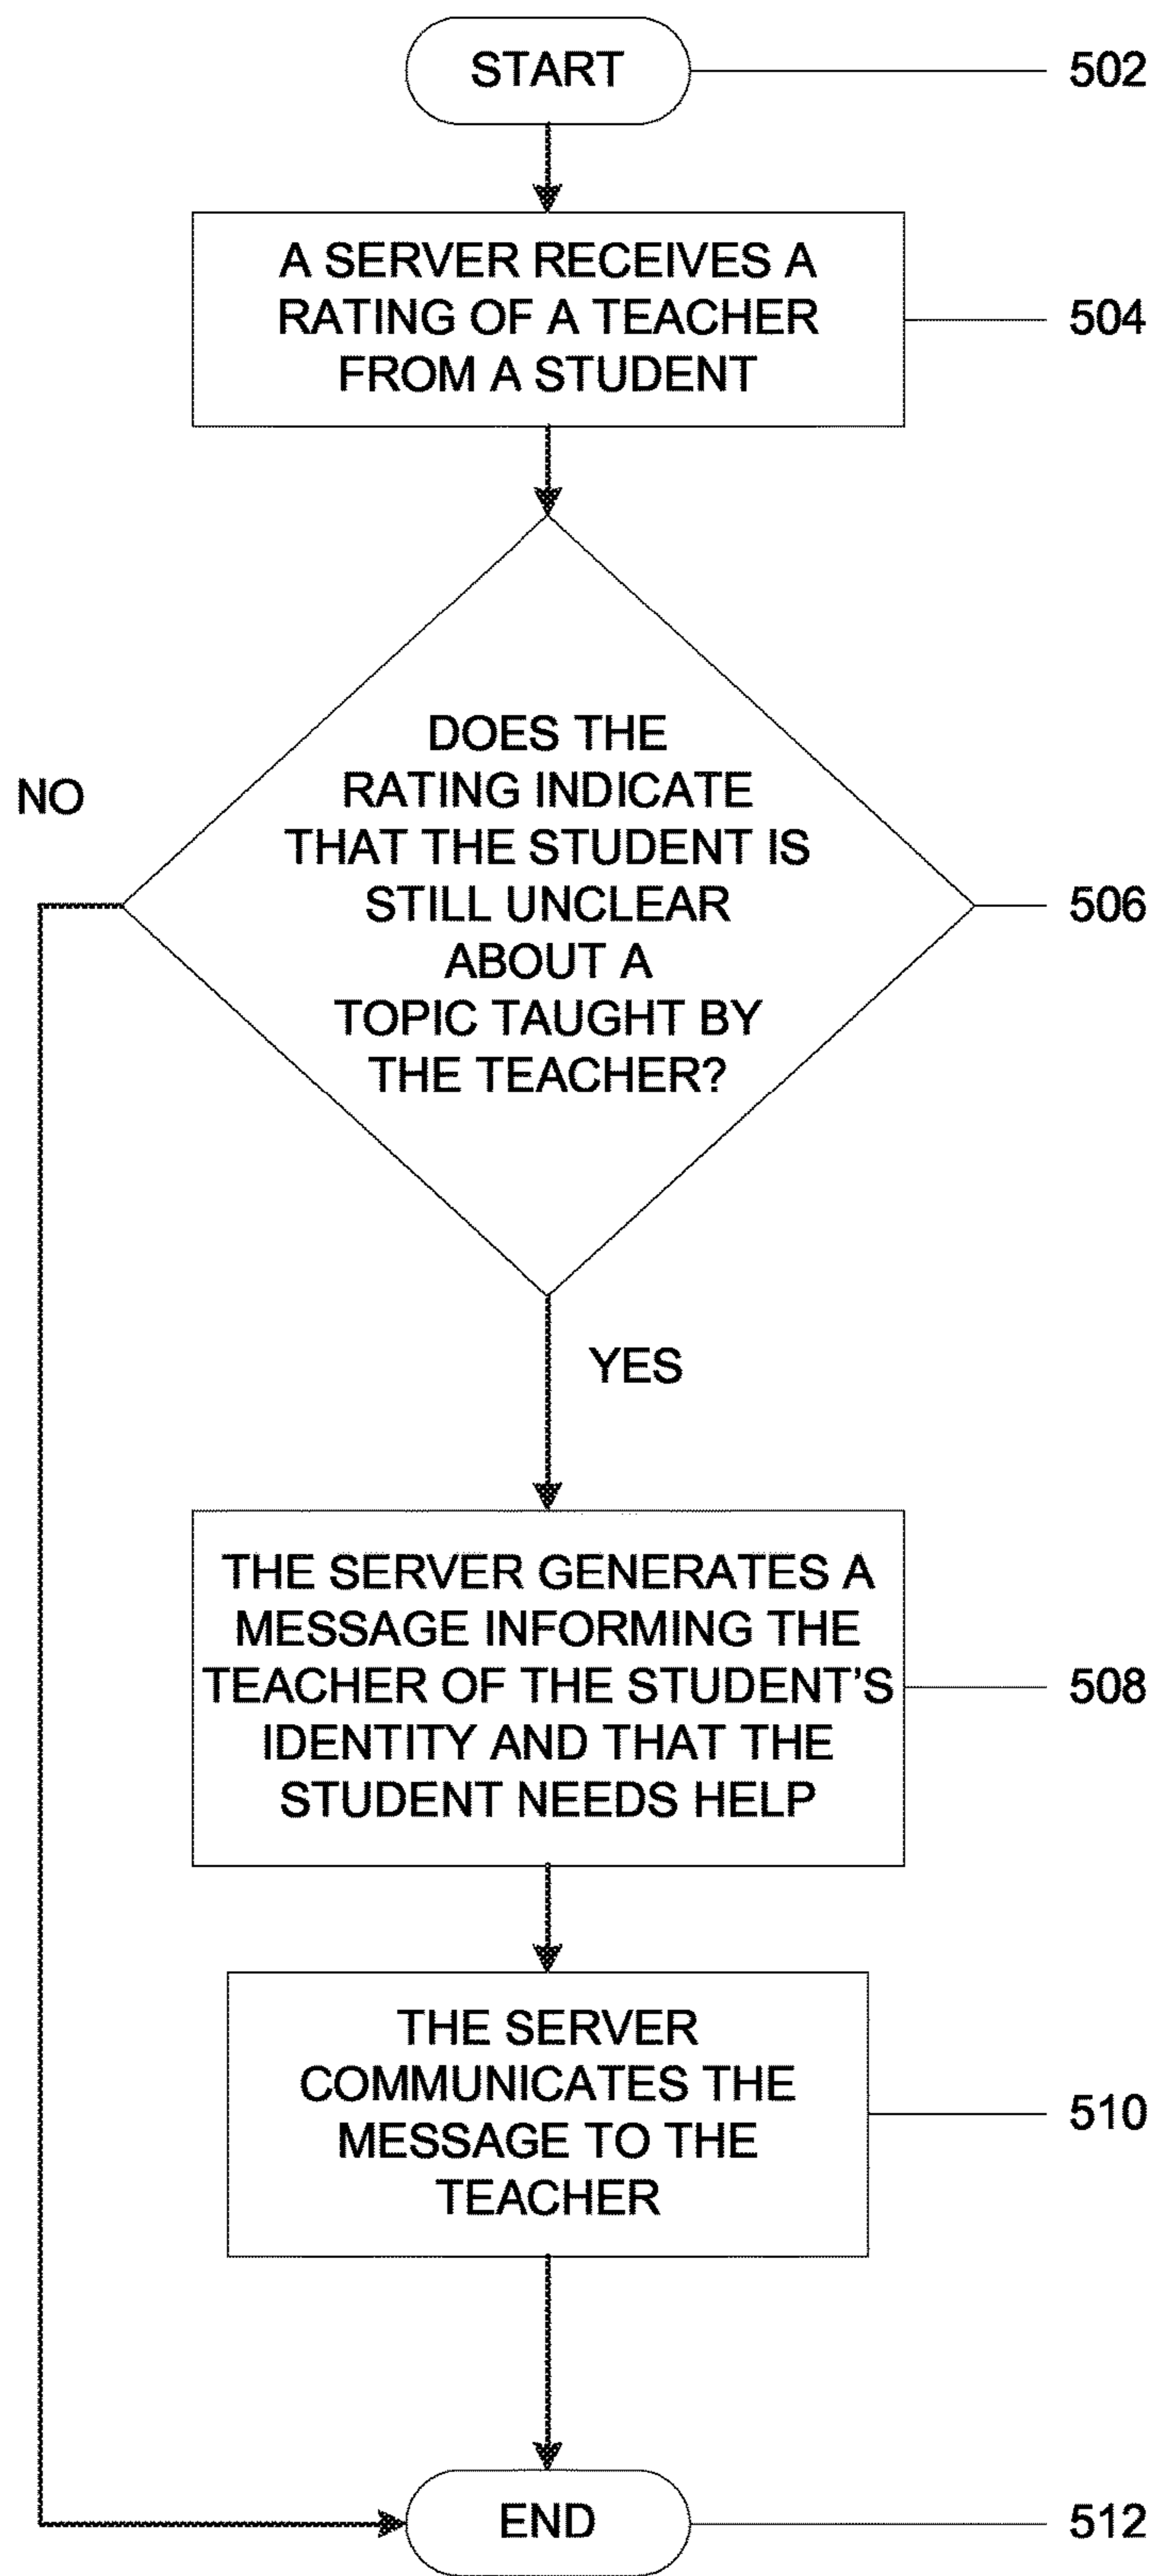 START
502
A SERVER RECEIVES A
RATING OF A TEACHER
FROM A STUDENT
504
NO
DOES THE
RATING INDICATE
THAT THE STUDENT IS
STILL UNCLEAR
ABOUT A
TOPIC TAUGHT BY
THE TEACHER?
506
YES
THE SERVER GENERATES A
MESSAGE INFORMING THE
TEACHER OF THE STUDENT'S
IDENTITY AND THAT THE
STUDENT NEEDS HELP
508
THE SERVER
COMMUNICATES THE
MESSAGE TO THE
TEACHER
510
END
512